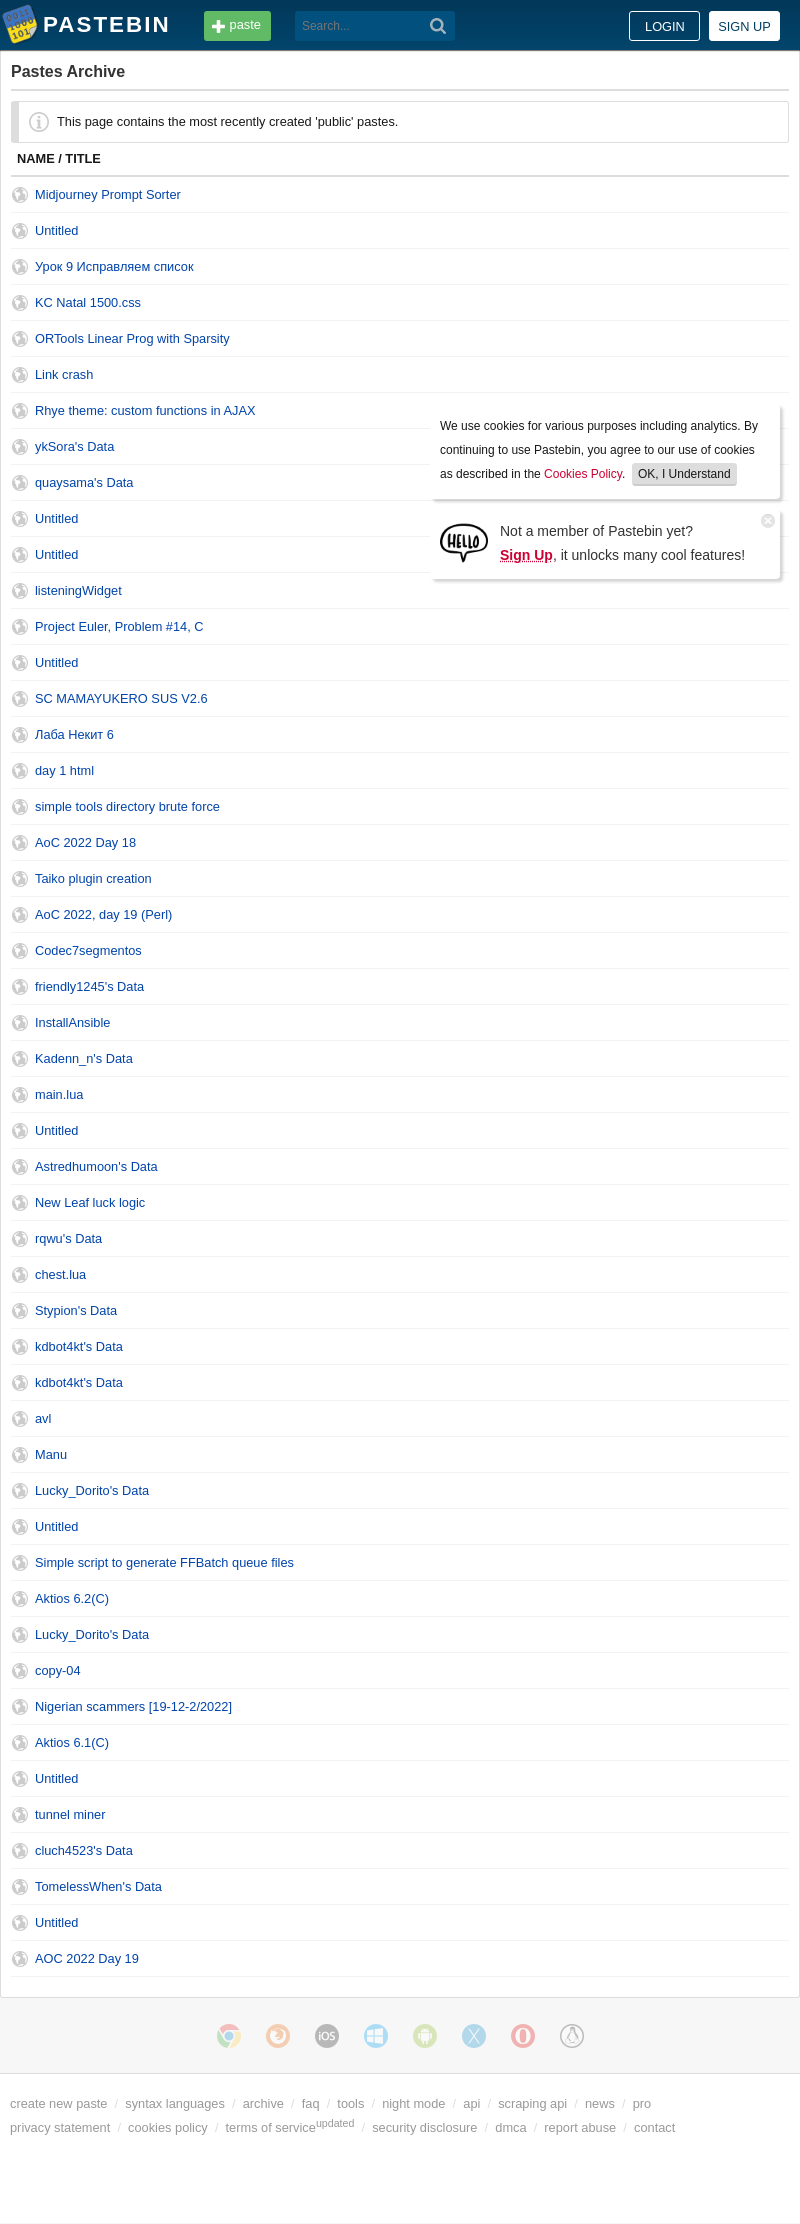 PASTEBIN
paste
Search...
LOGIN
SIGN UP
Pastes Archive
This page contains the most recently created 'public' pastes.
NAME / TITLE
Midjourney Prompt Sorter
Untitled
Урок 9 Исправляем список
KC Natal 1500.css
ORTools Linear Prog with Sparsity
Link crash
Rhye theme: custom functions in AJAX
ykSora's Data
quaysama's Data
Untitled
Untitled
We use cookies for various purposes including analytics. By
continuing to use Pastebin, you agree to our use of cookies
as described in the Cookies Policy. OK, I Understand
HELLO
Not a member of Pastebin yet?
Sign Up, it unlocks many cool features!
listeningWidget
Project Euler, Problem #14, C
Untitled
SC MAMAYUKERO SUS V2.6
Лаба Некит 6
day 1 html
simple tools directory brute force
AoC 2022 Day 18
Taiko plugin creation
AoC 2022, day 19 (Perl)
Codec7segmentos
friendly1245's Data
InstallAnsible
Kadenn_n's Data
main.lua
Untitled
Astredhumoon's Data
New Leaf luck logic
rqwu's Data
chest.lua
Stypion's Data
kdbot4kt's Data
kdbot4kt's Data
avl
Manu
Lucky_Dorito's Data
Untitled
Simple script to generate FFBatch queue files
Aktios 6.2(C)
Lucky_Dorito's Data
copy-04
Nigerian scammers [19-12-2/2022]
Aktios 6.1(C)
Untitled
tunnel miner
cluch4523's Data
TomelessWhen's Data
Untitled
AOC 2022 Day 19
iOS
create new paste / syntax languages / archive / faq / tools / night mode / api / scraping api / news / pro
privacy statement / cookies policy / terms of service updated / security disclosure / dmca / report abuse / contact